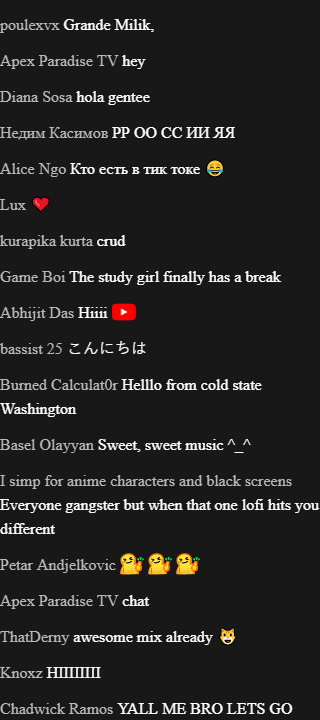 poulexvx Grande Milik,
Apex Paradise TV hey
Diana Sosa hola gentee
Недим Касимов РР ОО СС ИИ ЯЯ
Alice Ngo Кто есть в тик токе 😂
Lux ❤️
kurapika kurta crud
Game Boi The study girl finally has a break
Abhijit Das Hiiii
bassist 25 こんにちは
Burned Calculat0r Helllo from cold state
Washington
Basel Olayyan Sweet, sweet music ^_^
I simp for anime characters and black screens
Everyone gangster but when that one lofi hits you
different
Petar Andjelkovic
Apex Paradise TV chat
ThatDerny awesome mix already 😺
Knoxz HIIIIIIII
Chadwick Ramos YALL ME BRO LETS GO